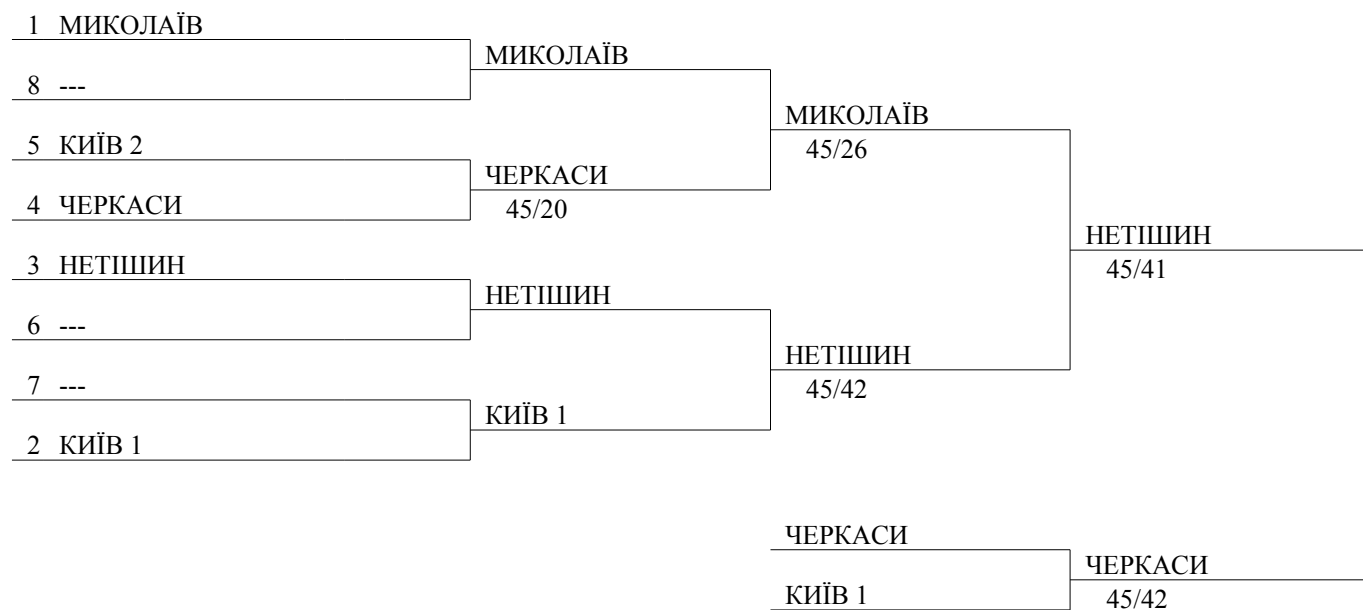 1 МИКОЛАЇВ
МИКОЛАЇВ
8 ---
МИКОЛАЇВ
45/26
5 КИЇВ 2
ЧЕРКАСИ
45/20
4 ЧЕРКАСИ
НЕТІШИН
45/41
3 НЕТІШИН
НЕТІШИН
6 ---
НЕТІШИН
45/42
7 ---
КИЇВ 1
2 КИЇВ 1
ЧЕРКАСИ
ЧЕРКАСИ
45/42
КИЇВ 1